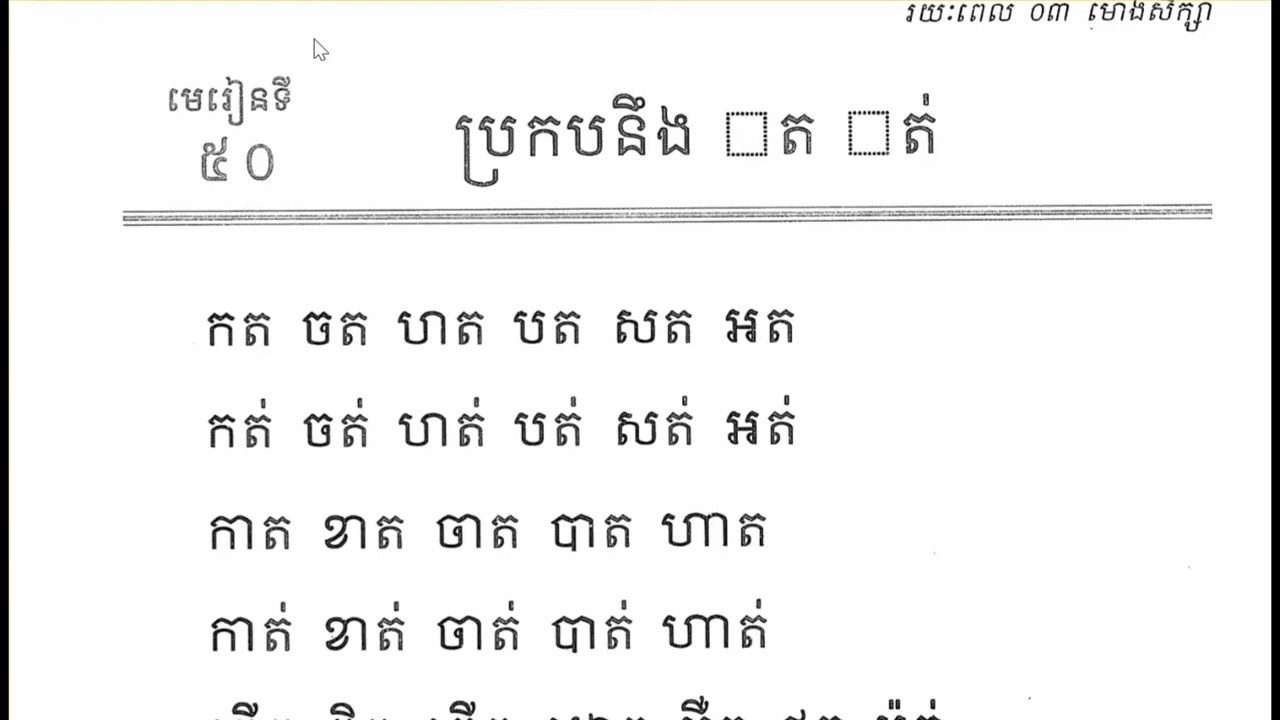 រយៈពេល ០៣ ម៉ោងសិក្សា
មេរៀនទី
៥០
ប្រកបនឹង ត ត់
កត ចត ហត បត សត អត
កត់ ចត់ ហត់ បត់ សត់ អត់
កាត ខាត ចាត បាត ហាត
កាត់ ខាត់ ចាត់ បាត់ ហាត់